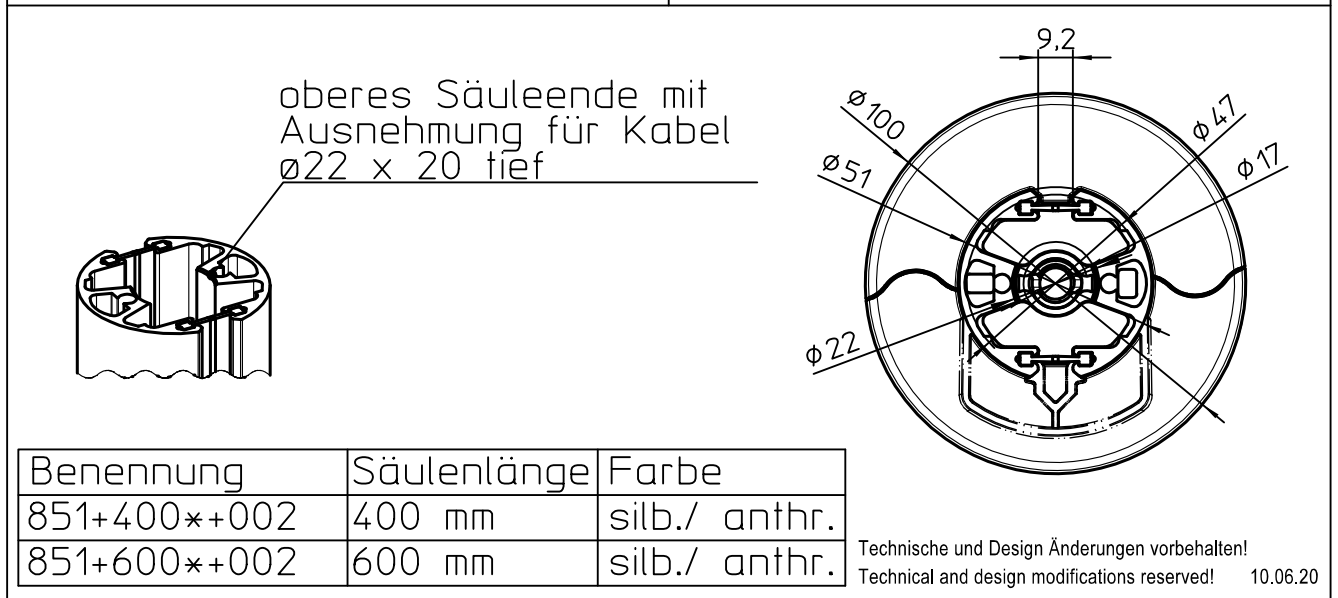 oberes Säuleende mit
Ausnehmung für Kabel
ø22 x 20 tief
9,2
ø100
ø47
ø51
ø17
ø22
Benennung Säulenlänge Farbe
851+400*+002 400 mm silb./ anthr.
851+600*+002 600 mm silb./ anthr.
Technische und Design Änderungen vorbehalten!
Technical and design modifications reserved! 10.06.20